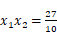 x₁x₂ = 27/10